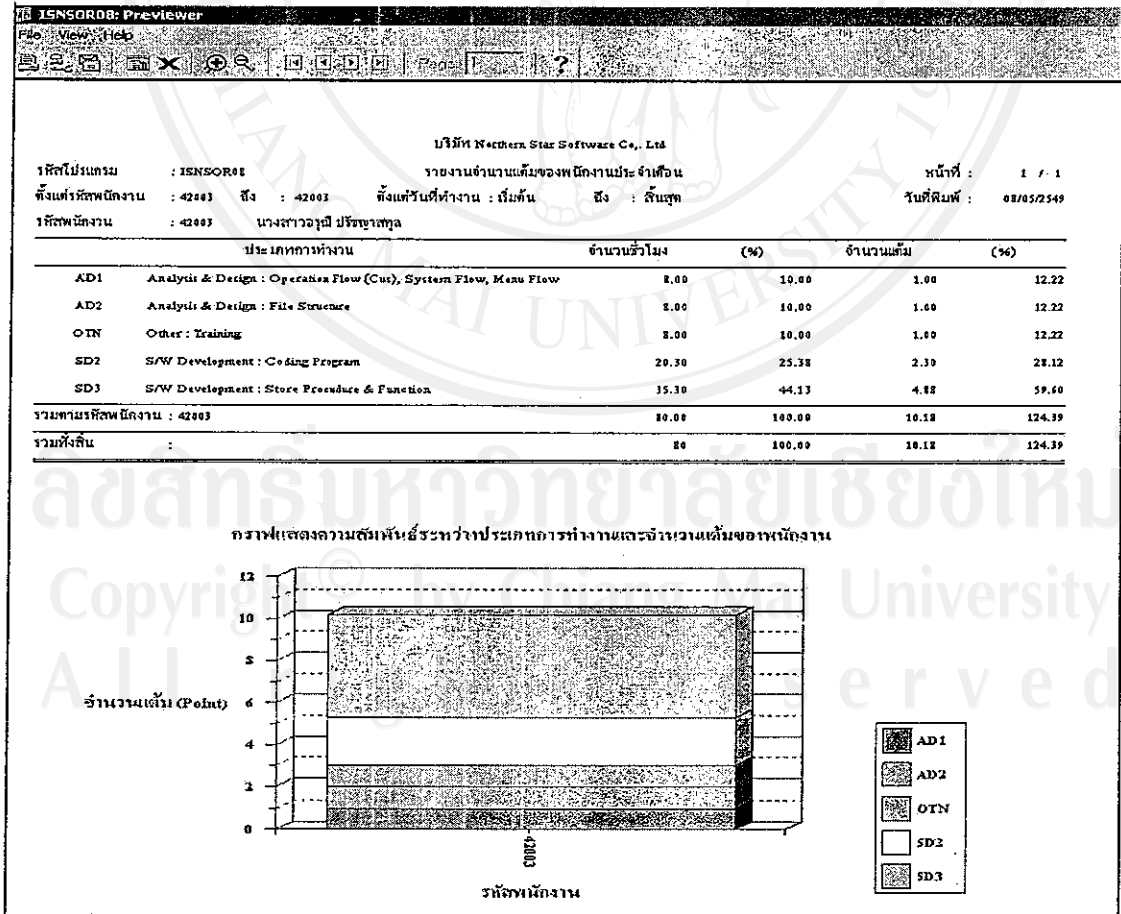 ISNSOR08: Previewer
File View Help
Page: 1 ?
บริษัท Northern Star Software Co,. Ltd
รหัสโปรแกรม : ISNSOR08 รายงานจำนวนแต้มของพนักงานประจำเดือน หน้าที่ : 1 / 1
ตั้งแต่รหัสพนักงาน : 42003 ถึง : 42003 ตั้งแต่วันที่ทำงาน : เริ่มต้น ถึง : สิ้นสุด วันที่พิมพ์ : 08/05/2549
รหัสพนักงาน : 42003 นางสาวอรุณี ปรัชญาสกุล
ประเภทการทำงาน จำนวนชั่วโมง (%) จำนวนแต้ม (%)
AD1 Analysis & Design : Operation Flow (Cus), System Flow, Menu Flow 8.00 10.00 1.00 12.22
AD2 Analysis & Design : File Structure 8.00 10.00 1.00 12.22
OTN Other : Training 8.00 10.00 1.00 12.22
SD2 S/W Development : Coding Program 20.30 25.38 2.30 28.12
SD3 S/W Development : Store Procedure & Function 35.30 44.13 4.88 59.60
รวมตามรหัสพนักงาน : 42003 80.00 100.00 10.18 124.39
รวมทั้งสิ้น : 80 100.00 10.18 124.39
ลิขสิทธิ์มหาวิทยาลัยเชียงใหม่
กราฟแสดงความสัมพันธ์ระหว่างประเภทการทำงานและจำนวนแต้มของพนักงาน
Copyright © by Chiang Mai University
All reserved
CHIANG MAI UNIVERSITY 19
12
10
8
6
4
2
0
จำนวนแต้ม (Point)
42003
รหัสพนักงาน
AD1
AD2
OTN
SD2
SD3